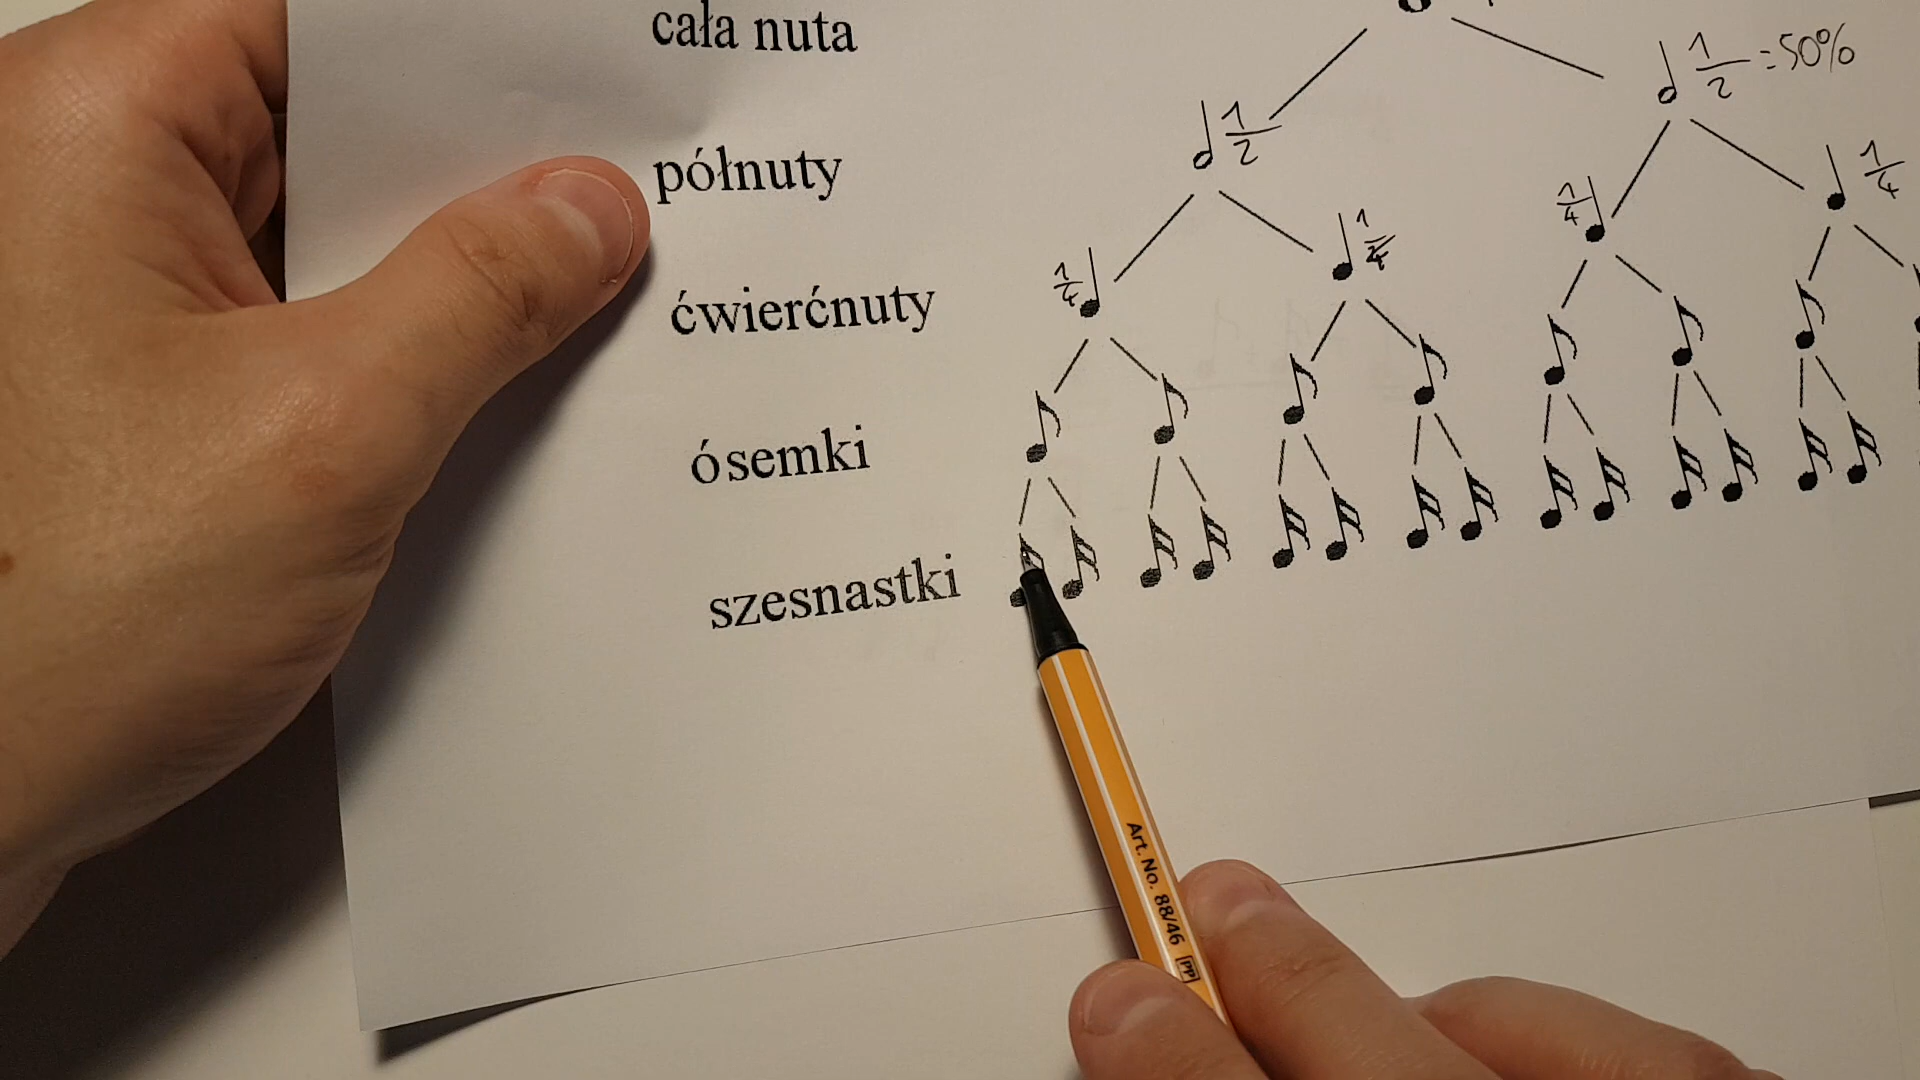 cała nuta
1/2 = 50%
półnuty
1/2
1/4
1/4
ćwierćnuty
1/4
1/4
ósemki
szesnastki
Art. No. 88/46 PP